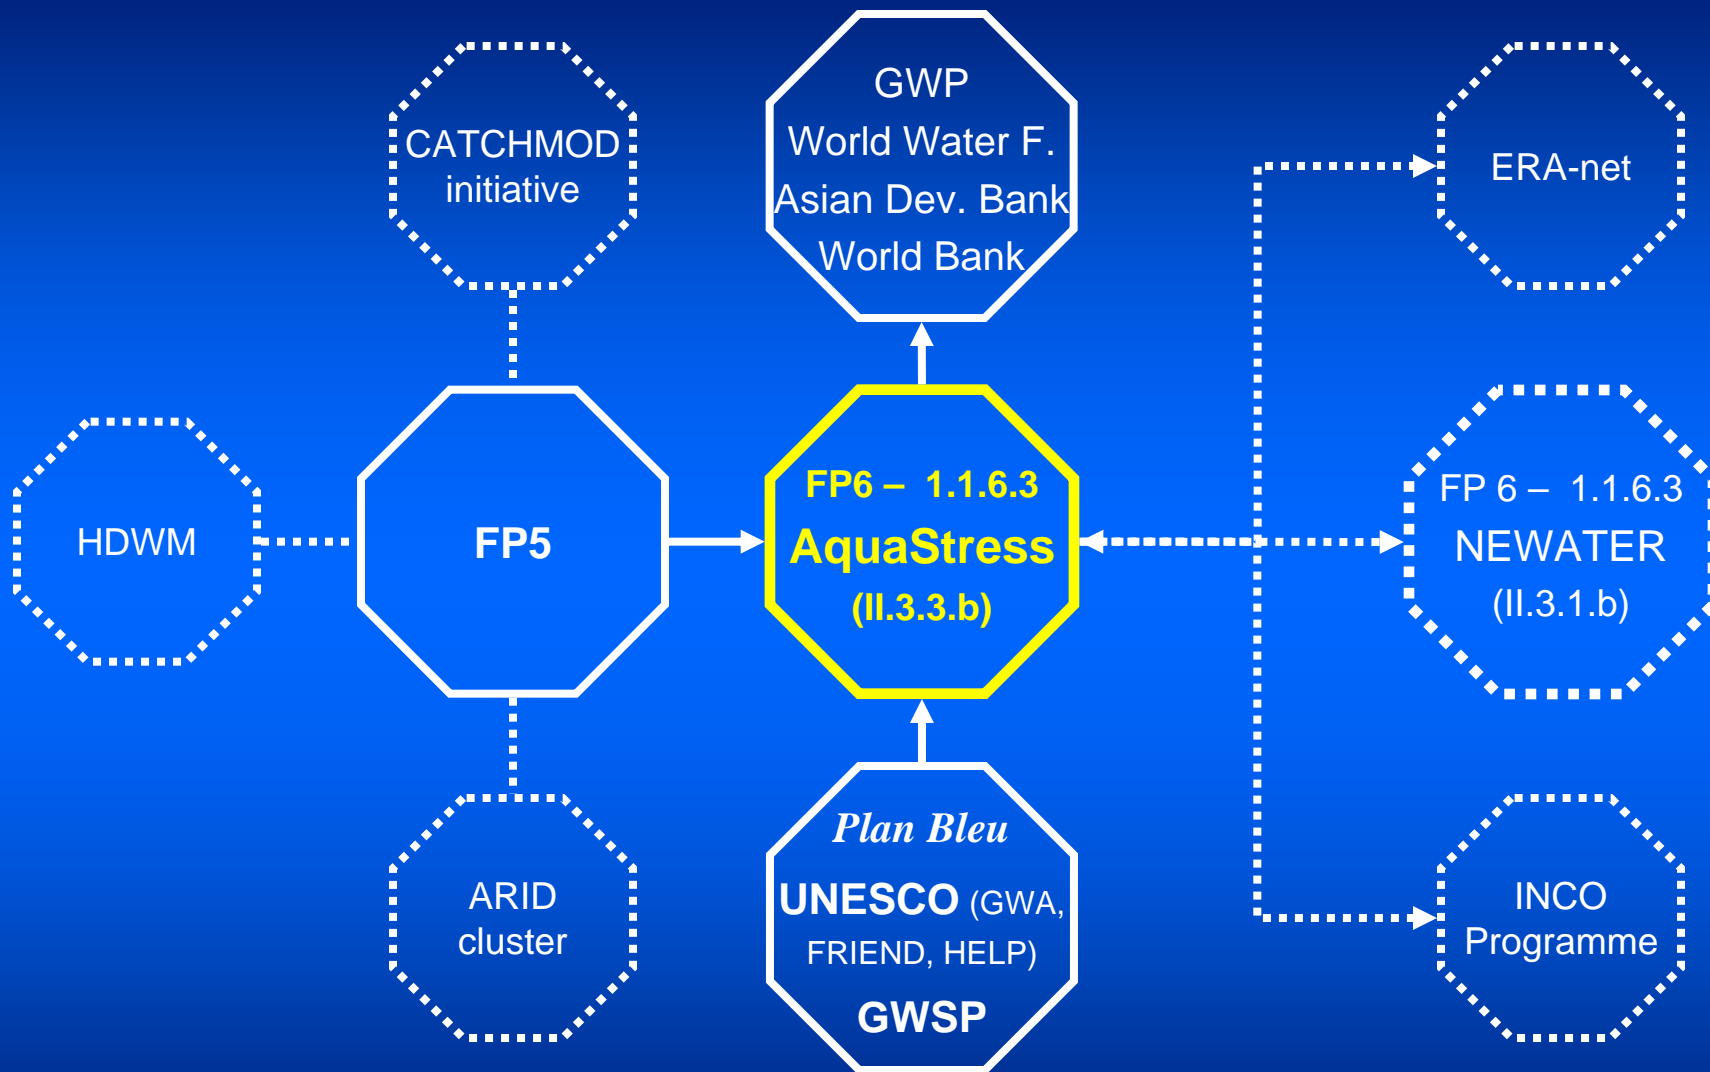 CATCHMOD
initiative
GWP
World Water F.
Asian Dev. Bank
World Bank
ERA-net
HDWM
FP5
FP6 – 1.1.6.3
AquaStress
(II.3.3.b)
FP 6 – 1.1.6.3
NEWATER
(II.3.1.b)
ARID
cluster
Plan Bleu
UNESCO (GWA,
FRIEND, HELP)
GWSP
INCO
Programme